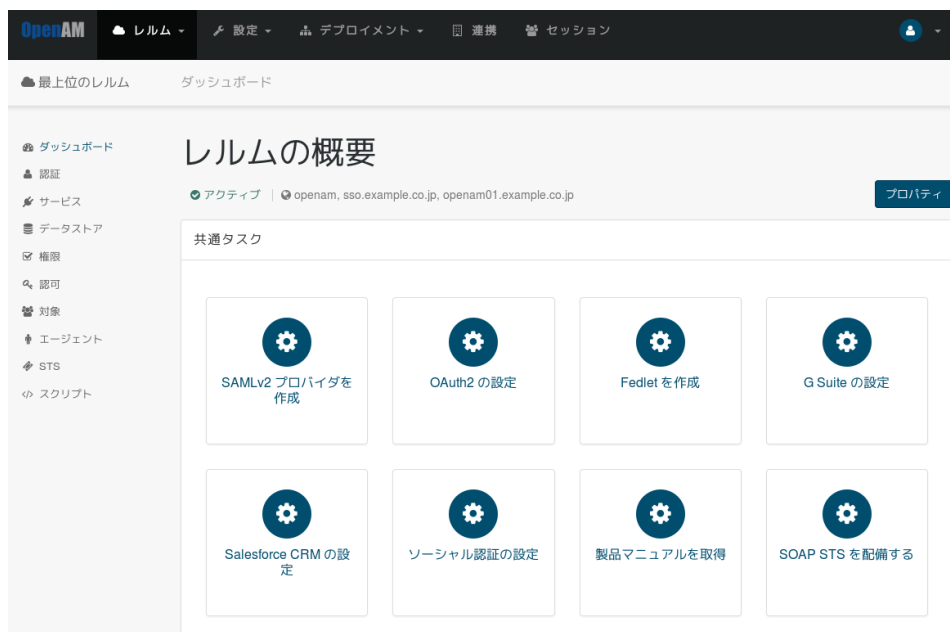 OpenAM レルム 設定 デプロイメント 連携 セッション
最上位のレルム ダッシュボード
ダッシュボード
認証
サービス
データストア
権限
認可
対象
エージェント
STS
スクリプト
レルムの概要
アクティブ openam, sso.example.co.jp, openam01.example.co.jp
プロパティ
共通タスク
SAMLv2 プロバイダを
作成
OAuth2 の設定
Fedlet を作成
G Suite の設定
Salesforce CRM の設
定
ソーシャル認証の設定
製品マニュアルを取得
SOAP STS を配備する